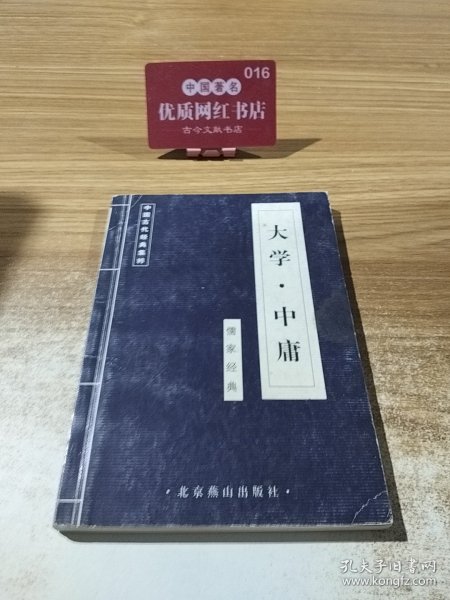 016
中国著名
优质网红书店
古今文献书店
中国古代经典集粹
大学·中庸
儒家经典
·北京燕山出版社·
孔夫子旧书网
www.kongfz.com